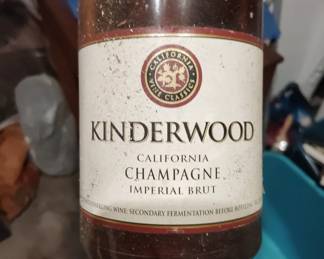 CALIFORNIA
WINE CLASSICS
KINDERWOOD
CALIFORNIA
CHAMPAGNE
IMPERIAL BRUT
SPARKLING WINE: SECONDARY FERMENTATION BEFORE BOTTLING